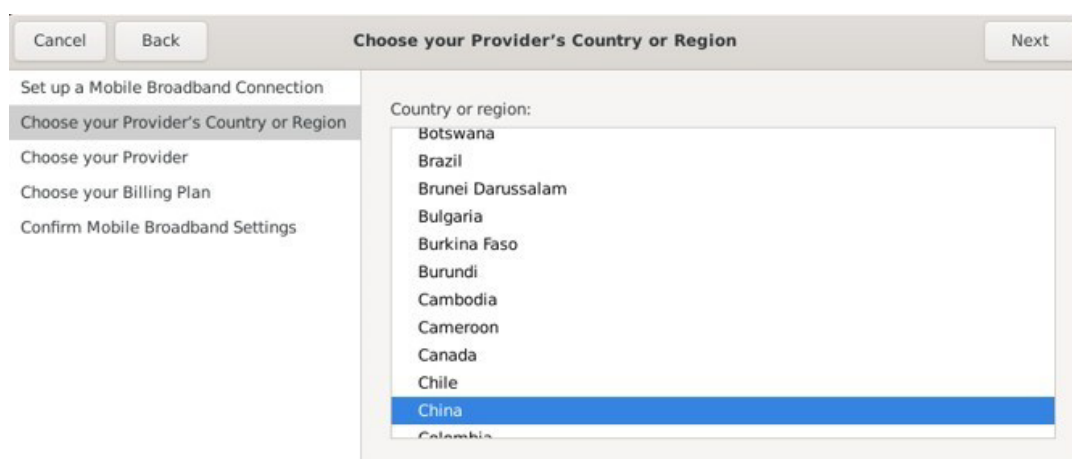 Cancel Back Choose your Provider’s Country or Region Next
Set up a Mobile Broadband Connection
Choose your Provider’s Country or Region
Choose your Provider
Choose your Billing Plan
Confirm Mobile Broadband Settings
Country or region:
Botswana
Brazil
Brunei Darussalam
Bulgaria
Burkina Faso
Burundi
Cambodia
Cameroon
Canada
Chile
China
Colombia